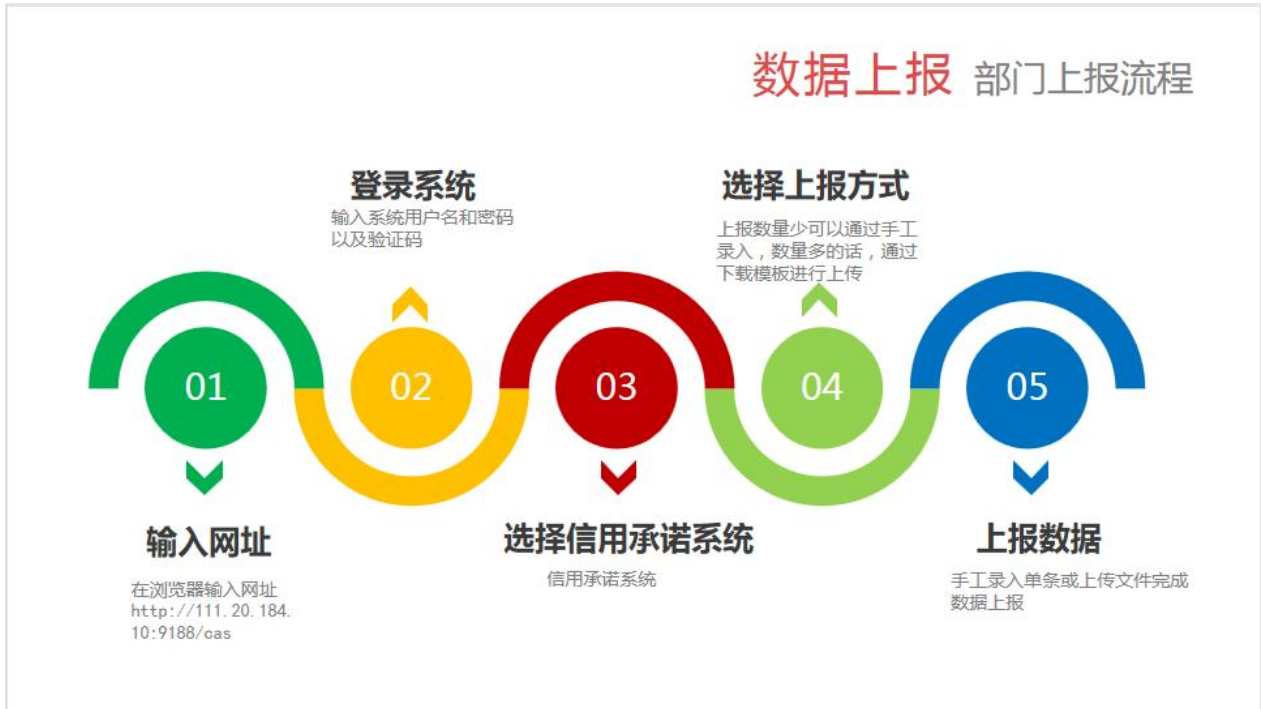 数据上报 部门上报流程
登录系统
输入系统用户名和密码
以及验证码
选择上报方式
上报数量少可以通过手工
录入，数量多的话，通过
下载模板进行上传
01
02
03
04
05
输入网址
在浏览器输入网址
http://111.20.184.
10:9188/cas
选择信用承诺系统
信用承诺系统
上报数据
手工录入单条或上传文件完成
数据上报